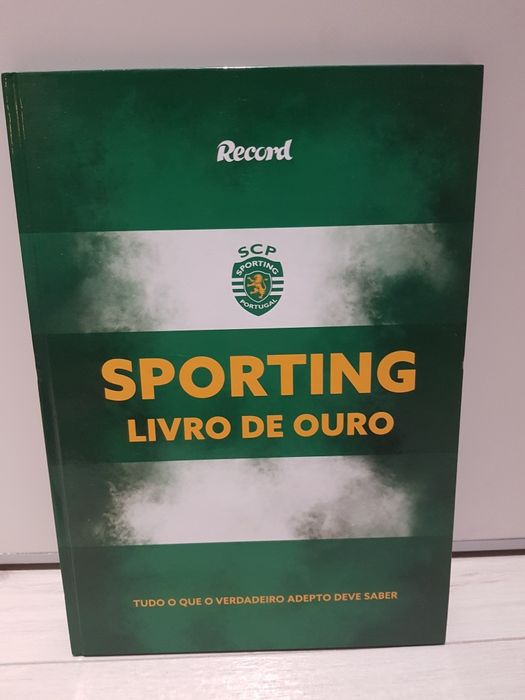 Record
SCP
SPORTING
PORTUGAL
SPORTING
LIVRO DE OURO
TUDO O QUE O VERDADEIRO ADEPTO DEVE SABER